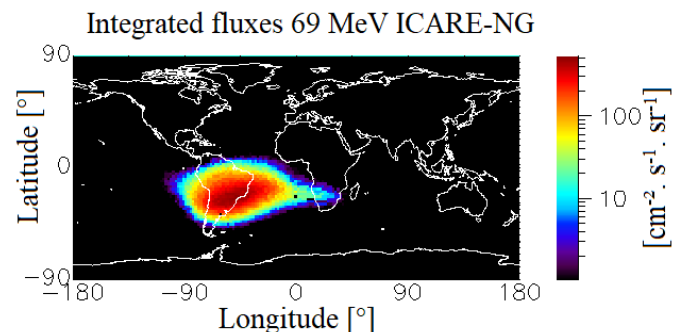 Integrated fluxes 69 MeV ICARE-NG
90
0
−90
Latitude [°]
−180
−90
0
90
180
Longitude [°]
100
10
[cm⁻². s⁻¹. sr⁻¹]